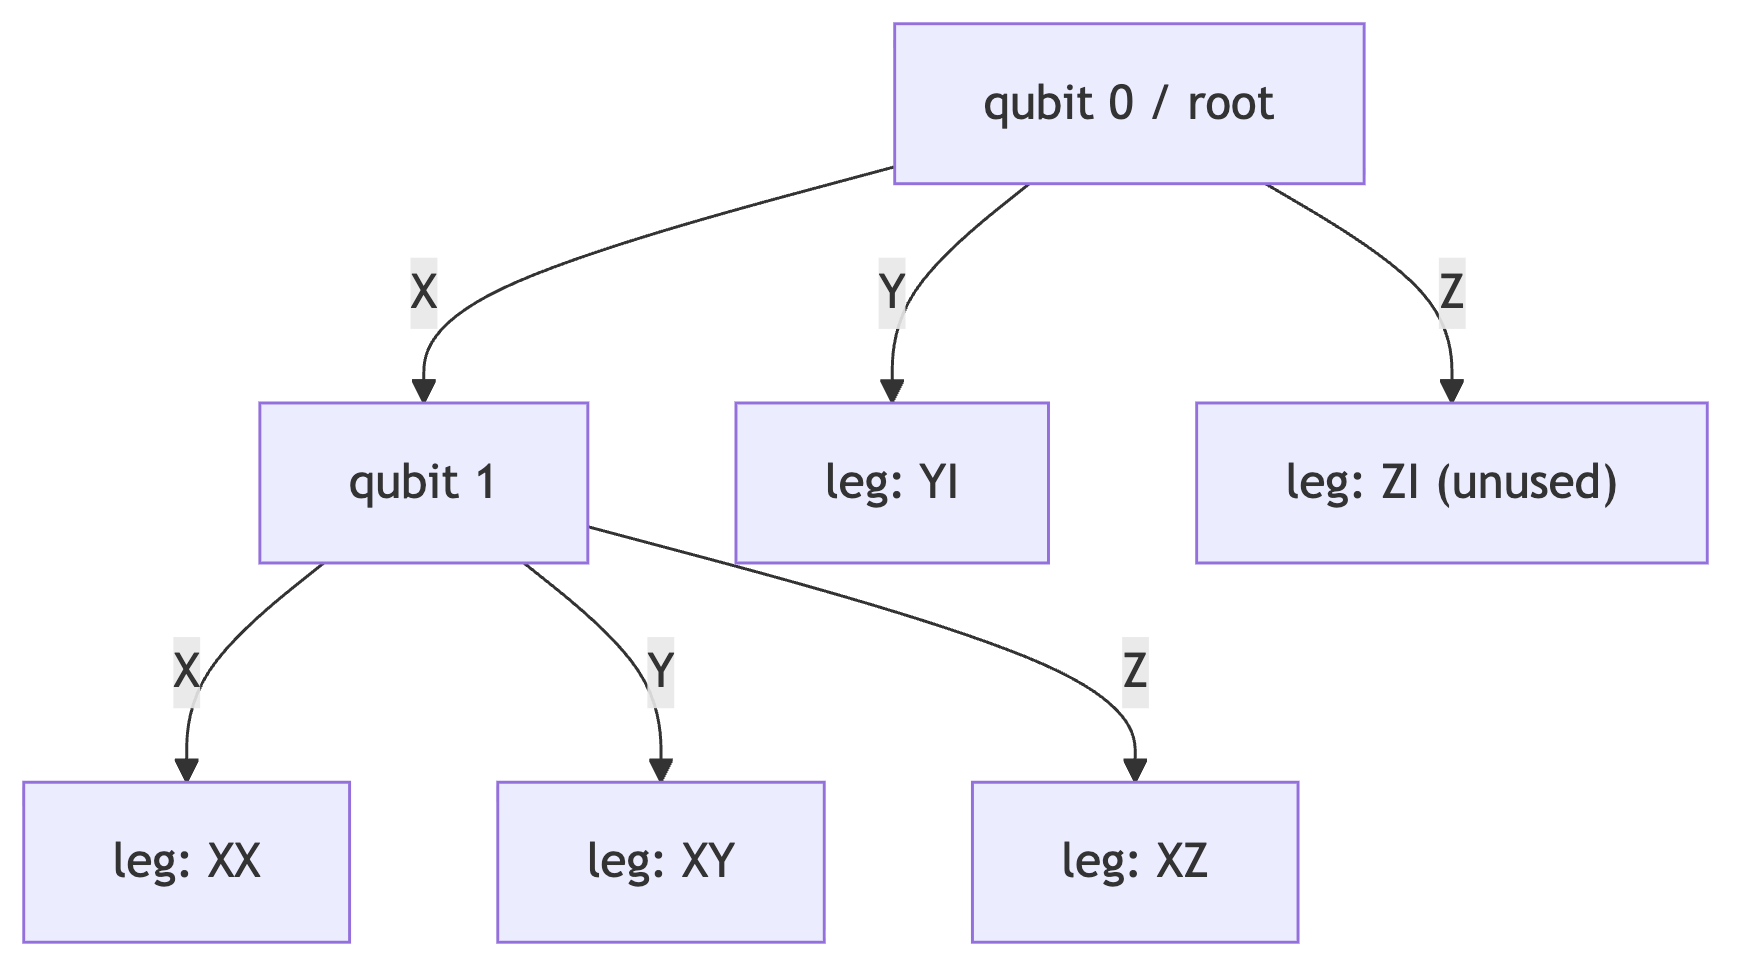 qubit 0 / root
X
Y
Z
qubit 1
leg: YI
leg: ZI (unused)
X
Y
Z
leg: XX
leg: XY
leg: XZ